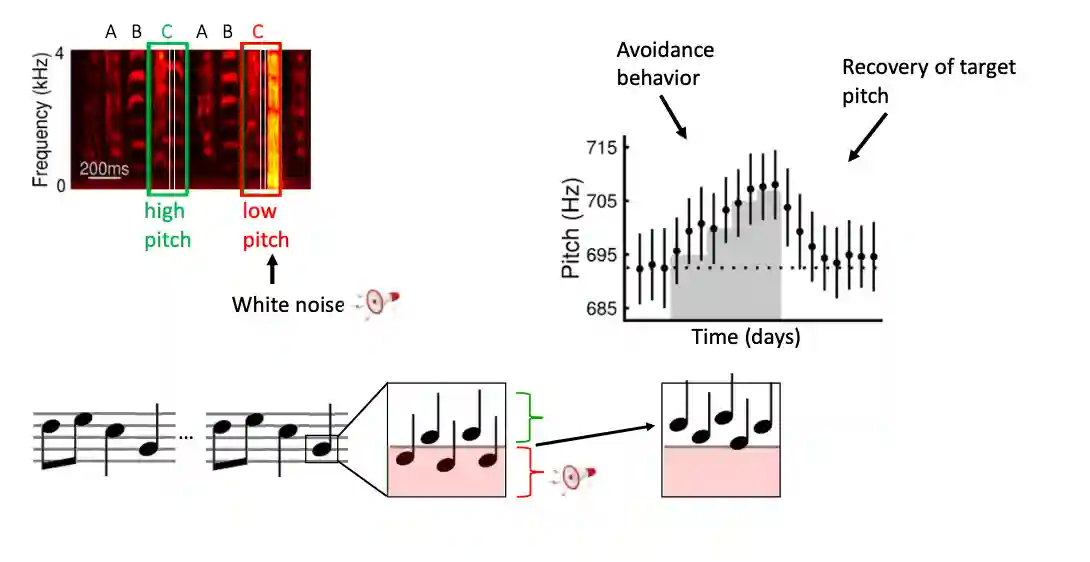 A B C A B C
Frequency (kHz)
4
0
200ms
high
pitch
low
pitch
White noise
Avoidance
behavior
Recovery of target
pitch
Pitch (Hz)
715
705
695
685
Time (days)
...